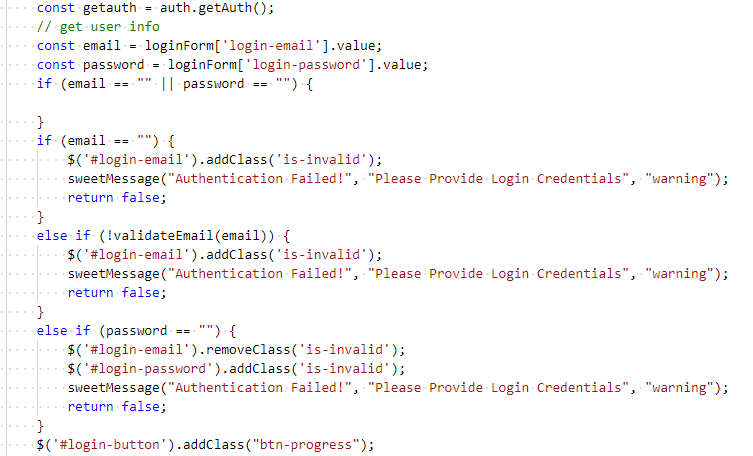 const getauth = auth.getAuth();
// get user info
const email = loginForm['login-email'].value;
const password = loginForm['login-password'].value;
if (email == "" || password == "") {
}
if (email == "") {
$('#login-email').addClass('is-invalid');
sweetMessage("Authentication Failed!", "Please Provide Login Credentials", "warning");
return false;
}
else if (!validateEmail(email)) {
$('#login-email').addClass('is-invalid');
sweetMessage("Authentication Failed!", "Please Provide Login Credentials", "warning");
return false;
}
else if (password == "") {
$('#login-email').removeClass('is-invalid');
$('#login-password').addClass('is-invalid');
sweetMessage("Authentication Failed!", "Please Provide Login Credentials", "warning");
return false;
}
$('#login-button').addClass("btn-progress");